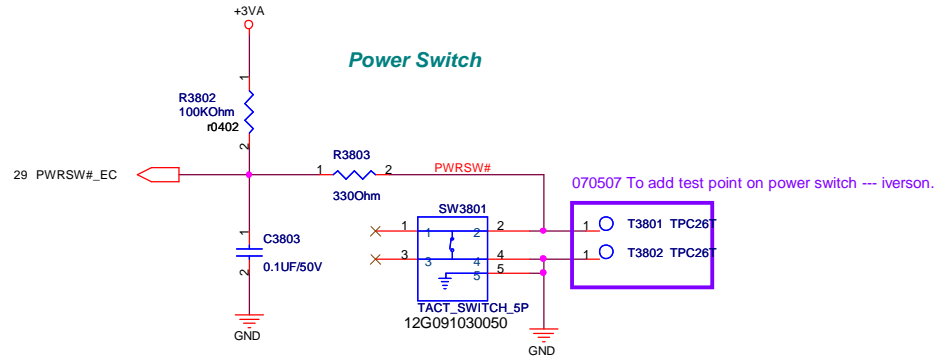 +3VA
Power Switch
1
R3802
100KOhm
r0402
2
29 PWRSW#_EC
1
R3803
2
330Ohm
PWRSW#
070507 To add test point on power switch --- iverson.
SW3801
1 1 2 2
3 3 4 4
5 5
1 T3801 TPC26T
1 T3802 TPC26T
1
C3803
0.1UF/50V
2
TACT_SWITCH_5P
12G091030050
GND
GND